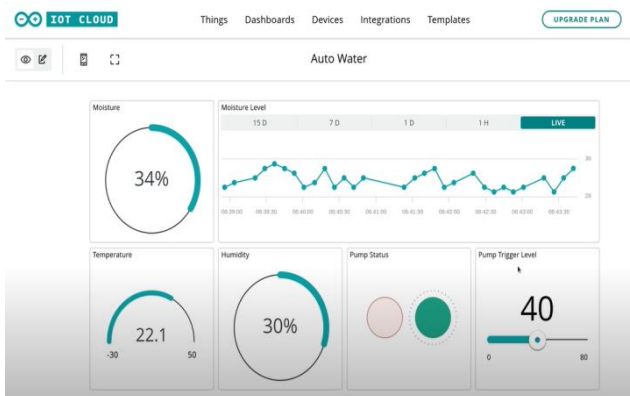 IOT CLOUD
Things Dashboards Devices Integrations Templates
UPGRADE PLAN
Auto Water
Moisture
34%
Moisture Level
15 D 7 D 1 D 1 H LIVE
30
20
08:39:00 08:39:30 08:40:00 08:40:30 08:41:00 08:41:30 08:42:00 08:42:30 08:43:00 08:43:30
Temperature
22.1
-30 50
Humidity
30%
Pump Status
Pump Trigger Level
40
0 80